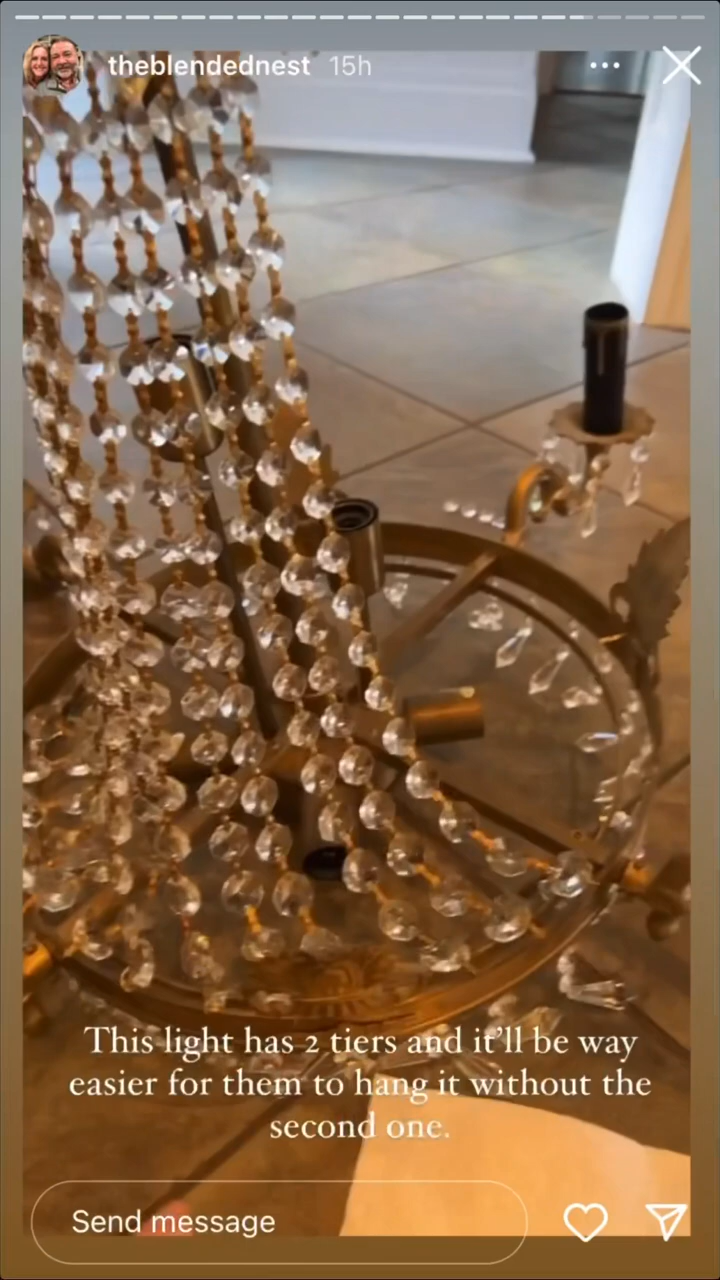 theblendednest 15h
This light has 2 tiers and it'll be way
easier for them to hang it without the
second one.
Send message